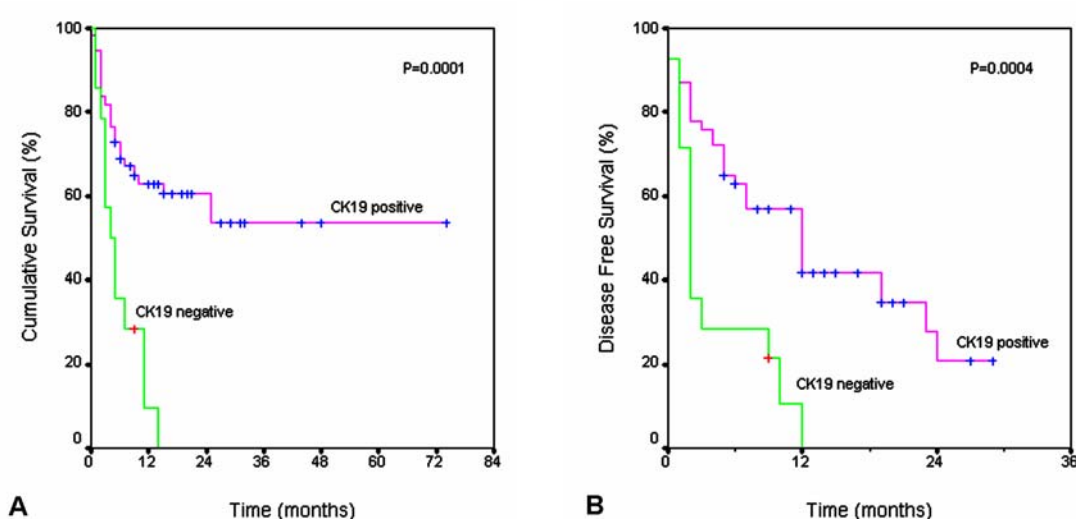 100
80
60
40
20
0
Cumulative Survival (%)
P=0.0001
CK19 positive
CK19 negative
0 12 24 36 48 60 72 84
Time (months)
A
100
80
60
40
20
0
Disease Free Survival (%)
P=0.0004
CK19 positive
CK19 negative
0 12 24 36
Time (months)
B